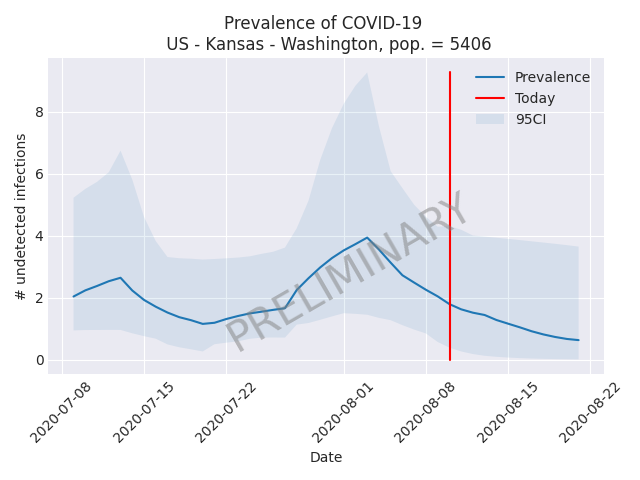 Prevalence of COVID-19
US - Kansas - Washington, pop. = 5406
Prevalence
Today
95CI
PRELIMINARY
# undetected infections
8
6
4
2
0
2020-07-08
2020-07-15
2020-07-22
2020-08-01
2020-08-08
2020-08-15
2020-08-22
Date